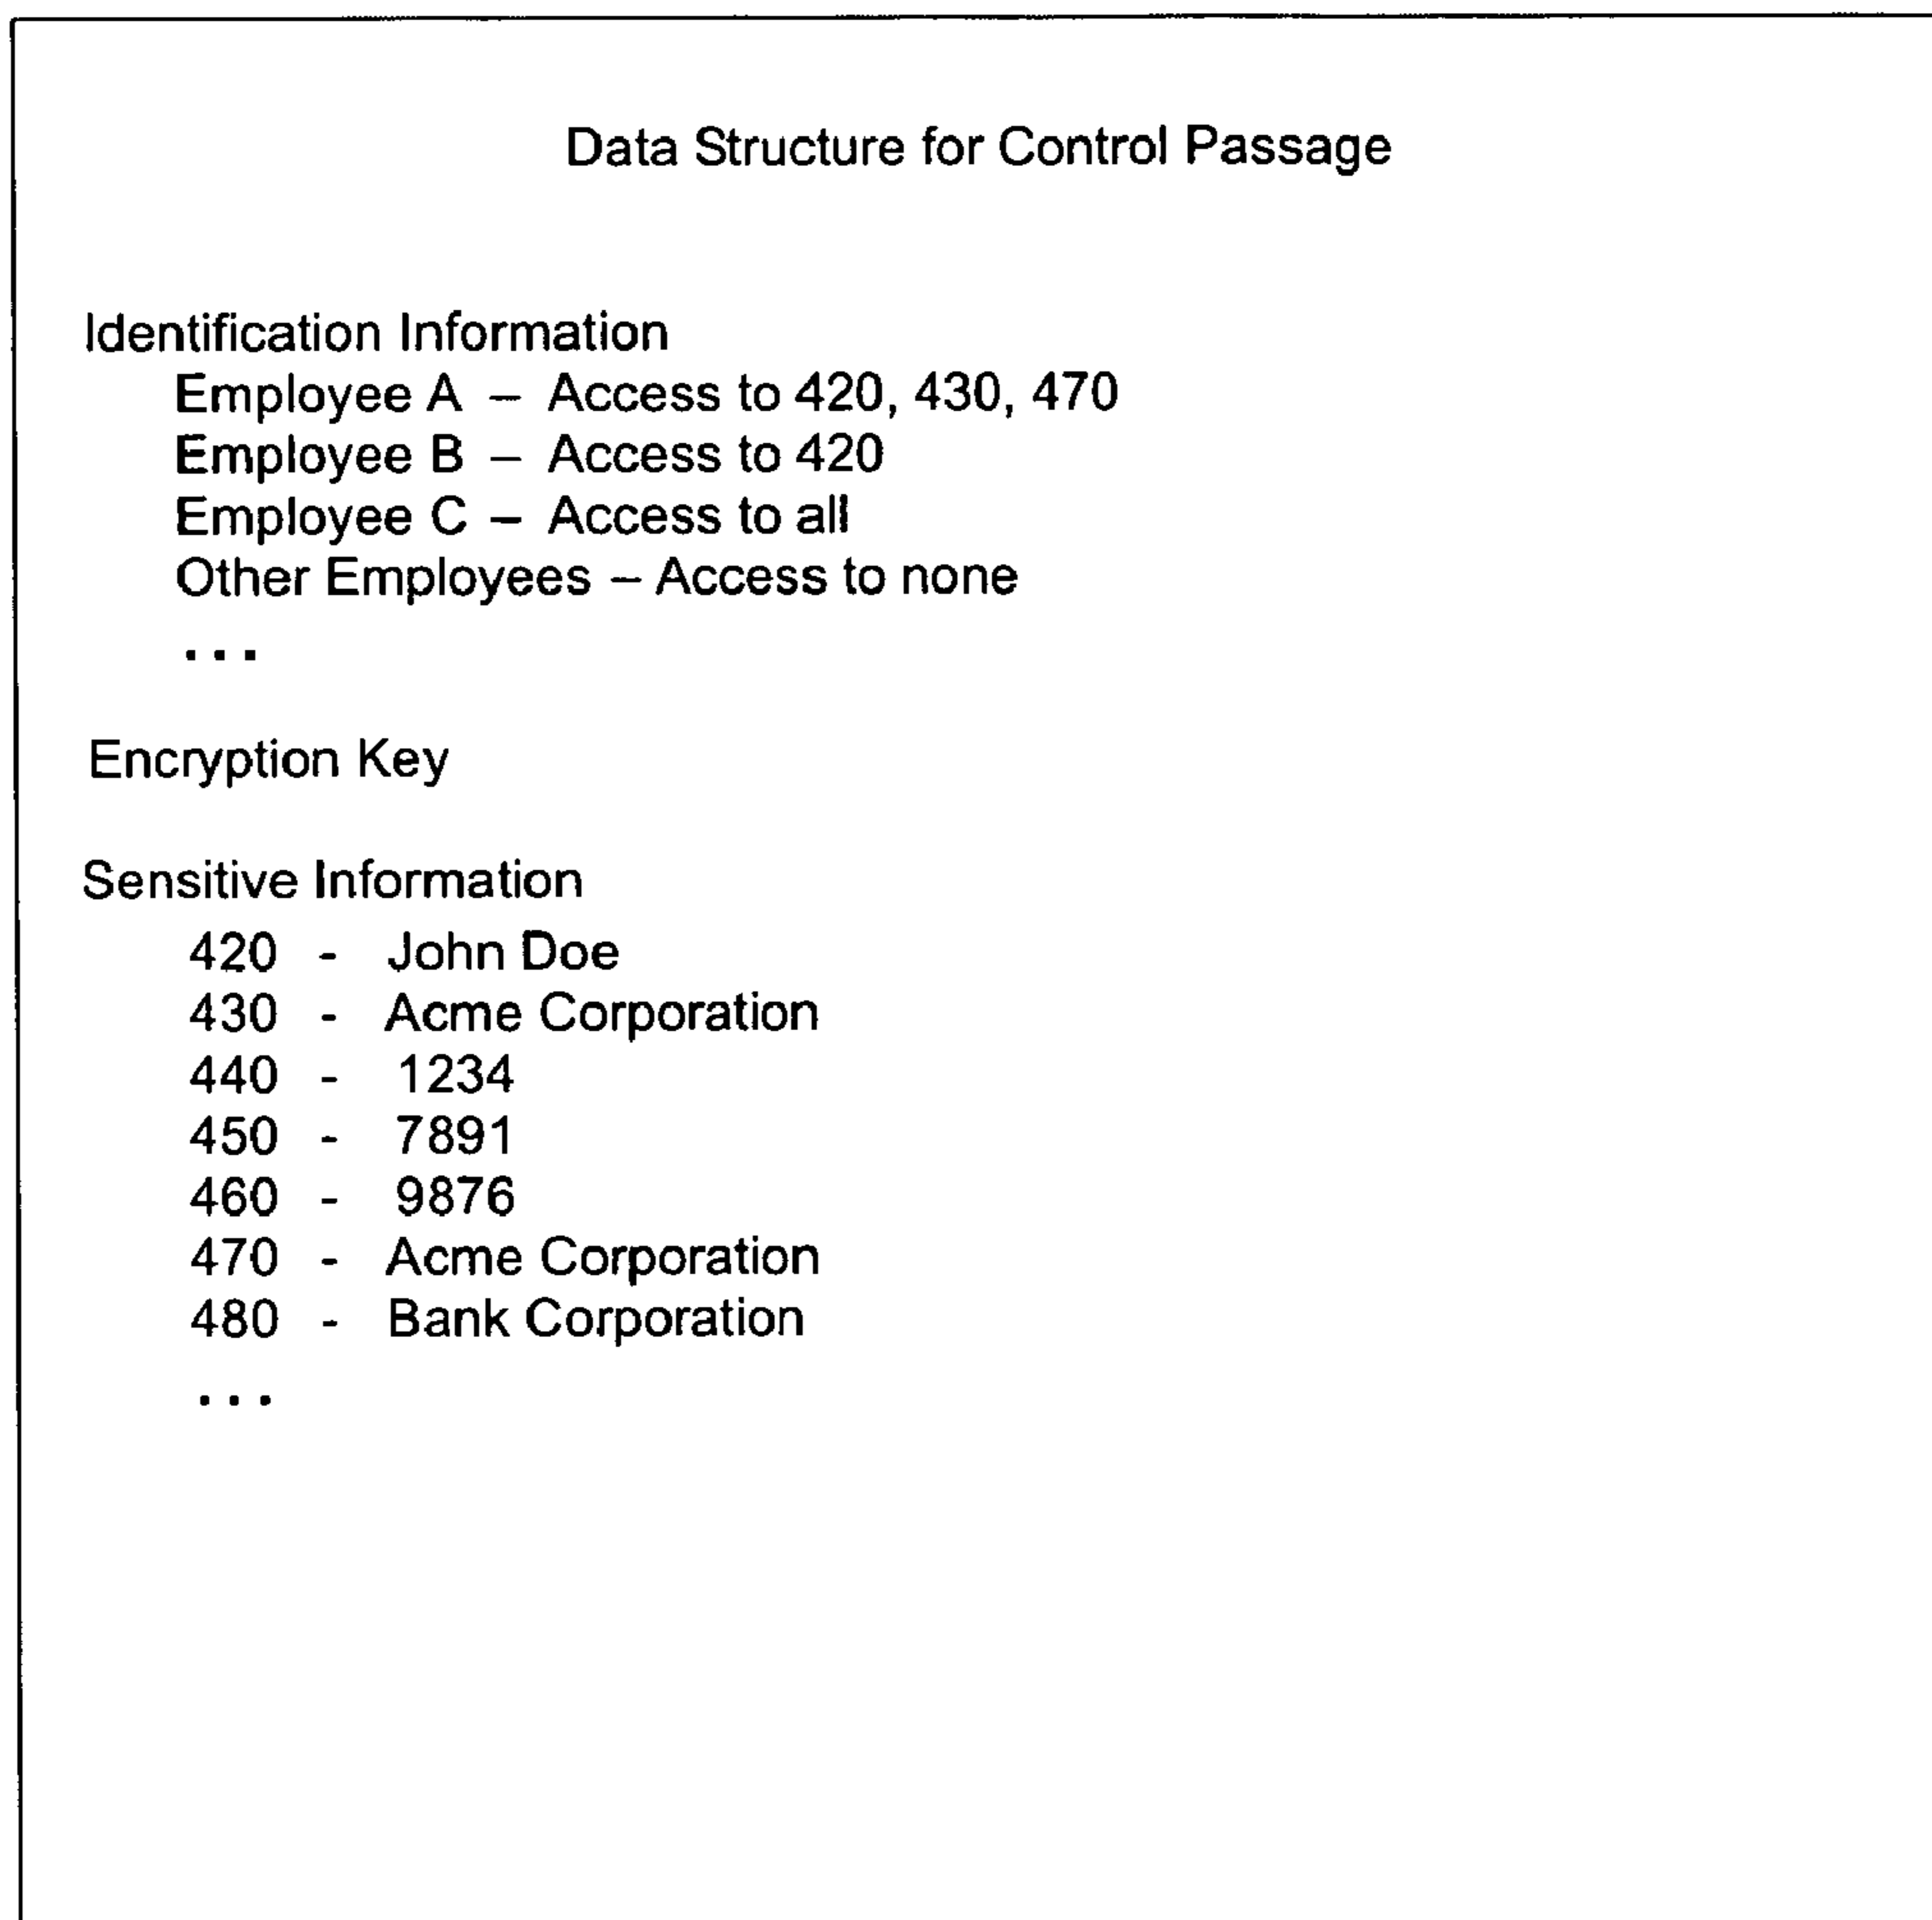 Data Structure for Control Passage
Identification Information
Employee A – Access to 420, 430, 470
Employee B – Access to 420
Employee C – Access to all
Other Employees – Access to none
...
Encryption Key
Sensitive Information
420 - John Doe
430 - Acme Corporation
440 - 1234
450 - 7891
460 - 9876
470 - Acme Corporation
480 - Bank Corporation
...